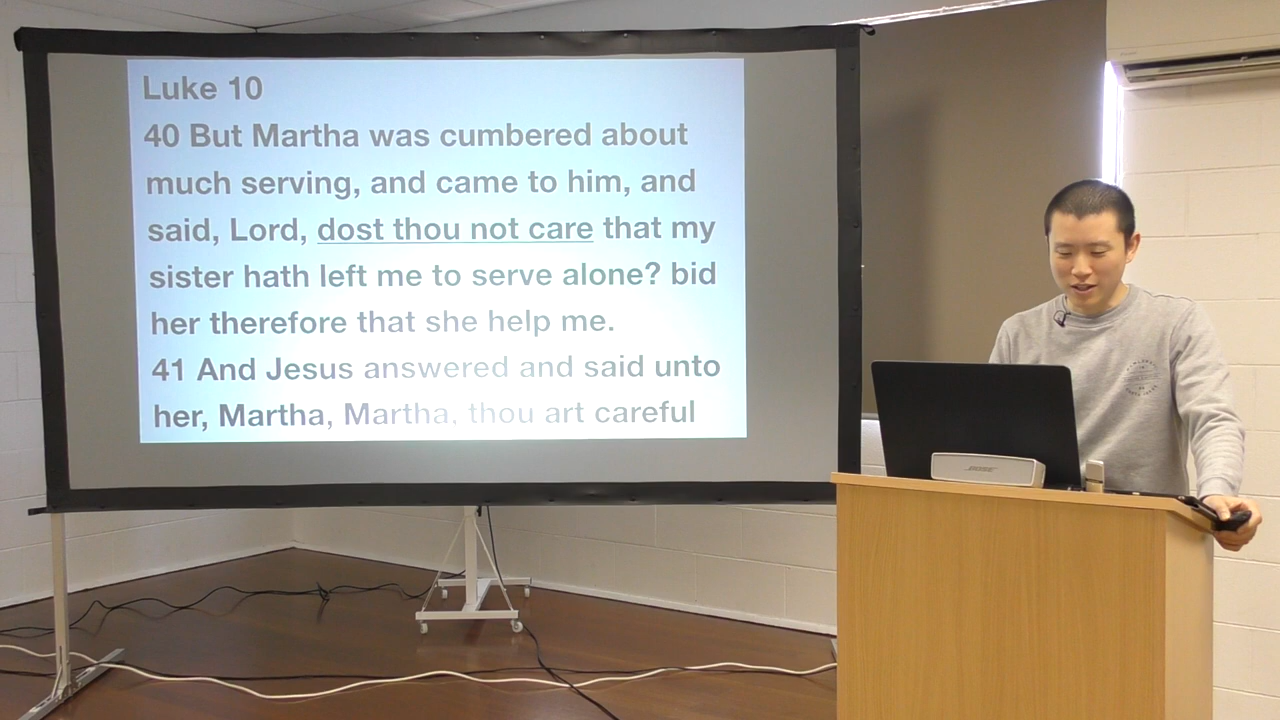 Luke 10
40 But Martha was cumbered about
much serving, and came to him, and
said, Lord, dost thou not care that my
sister hath left me to serve alone? bid
her therefore that she help me.
41 And Jesus answered and said unto
her, Martha, Martha, thou art careful